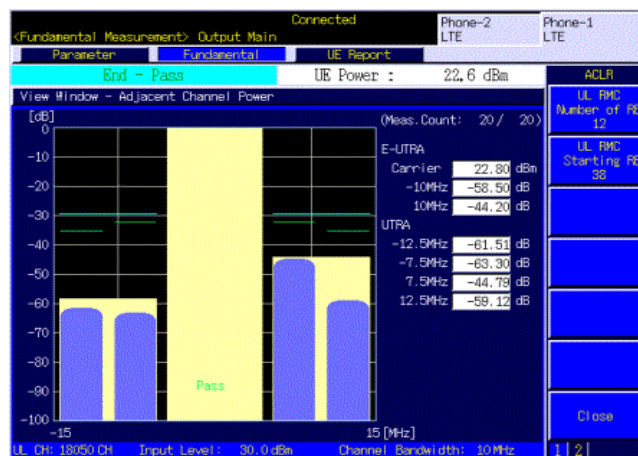 Connected
Phone-2
LTE
Phone-1
LTE
<Fundamental Measurement> Output Main
Parameter
Fundamental
UE Report
End - Pass
UE Power : 22.6 dBm
ACLR
View Window - Adjacent Channel Power
UL RMC
Number of RB
12
UL RMC
Starting RB
38
Close
1 2
[dB]
0
-10
-20
-30
-40
-50
-60
-70
-80
-90
-100
Pass
-15
15 [MHz]
(Meas.Count: 20/ 20)
E-UTRA
Carrier 22.80 dBm
-10MHz -58.50 dB
10MHz -44.20 dB
UTRA
-12.5MHz -61.51 dB
-7.5MHz -63.30 dB
7.5MHz -44.79 dB
12.5MHz -59.12 dB
UL CH: 18050 CH Input Level: 30.0 dBm Channel Bandwidth: 10 MHz